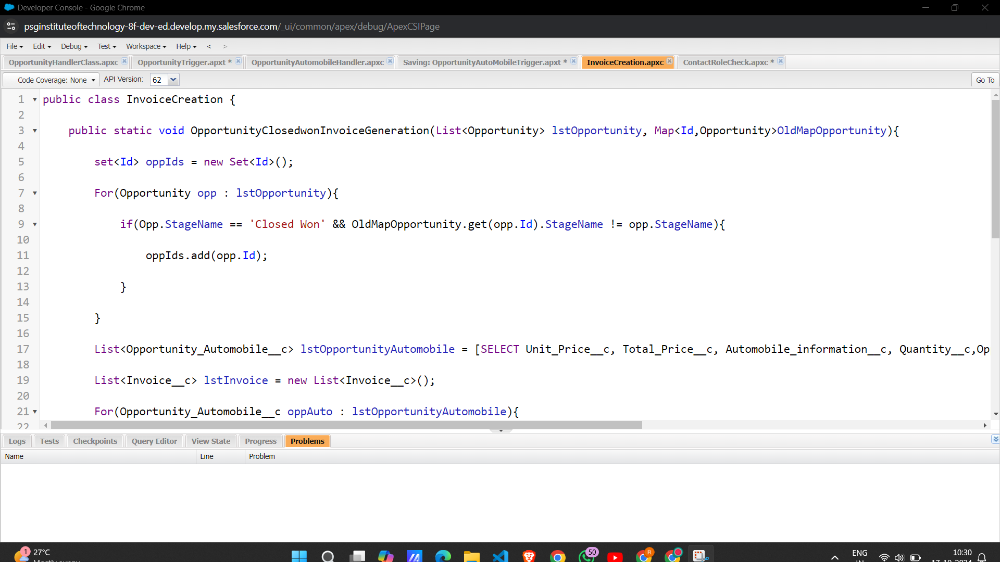 Developer Console - Google Chrome
psginstituteoftechnology-8f-dev-ed.develop.my.salesforce.com/_ui/common/apex/debug/ApexCSIPage
File Edit Debug Test Workspace Help < >
OpportunityHandlerClass.apxc OpportunityTrigger.apxt * OpportunityAutomobileHandler.apxc Saving: OpportunityAutoMobileTrigger.apxt * InvoiceCreation.apxc ContactRoleCheck.apxc *
Code Coverage: None API Version: 62 Go To
1 public class InvoiceCreation {
2
3 public static void OpportunityClosedwonInvoiceGeneration(List<Opportunity> lstOpportunity, Map<Id,Opportunity>OldMapOpportunity){
4
5 set<Id> oppIds = new Set<Id>();
6
7 For(Opportunity opp : lstOpportunity){
8
9 if(Opp.StageName == 'Closed Won' && OldMapOpportunity.get(opp.Id).StageName != opp.StageName){
10
11 oppIds.add(opp.Id);
12
13 }
14
15 }
16
17 List<Opportunity_Automobile__c> lstOpportunityAutomobile = [SELECT Unit_Price__c, Total_Price__c, Automobile_information__c, Quantity__c,Op
18
19 List<Invoice__c> lstInvoice = new List<Invoice__c>();
20
21 For(Opportunity_Automobile__c oppAuto : lstOpportunityAutomobile){
22
Logs Tests Checkpoints Query Editor View State Progress Problems
Name Line Problem
1 27°C
50
R
ENG
10:30